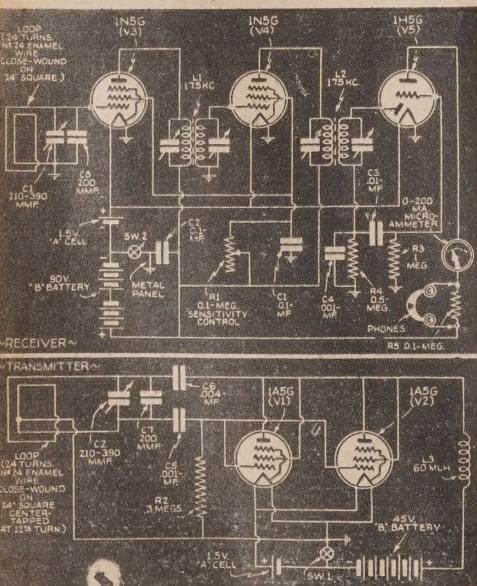 LOOP
(24 TURNS,
Nº 24 ENAMEL
WIRE
CLOSE-WOUND
ON
24" SQUARE.)
1N5G
(V3)
1N5G
(V4)
1H5G
(V5)
L1
175KC.
L2
175KC.
C1
210-390
MMF.
C8
200
MMF.
C3
.01-
MF.
0-200
MA.
MICRO-
AMMETER
1.5V.
"A" CELL
SW.2
C2
0.1-
MF.
METAL
PANEL
90V.
"B" BATTERY
R1
0.1-MEG.
SENSITIVITY
CONTROL
C1
0.1-
MF
C4
.001-
MF.
R4
0.5-
MEG.
R3
1
MEG.
PHONES
R5 0.1-MEG.
~RECEIVER~
~TRANSMITTER~
LOOP
(24 TURNS,
Nº 24 ENAMEL
WIRE
CLOSE-WOUND
ON
24" SQUARE
CENTER-
TAPPED
AT 12TH TURN.)
C2
210-390
MMF.
C7
200
MMF.
C6
.004-
MF.
C5
.001-
MF.
R2
3 MEGS.
1A5G
(V1)
1A5G
(V2)
L3
60 MLH.
1.5V.
"A" CELL
SW.1
45V.
"B" BATTERY